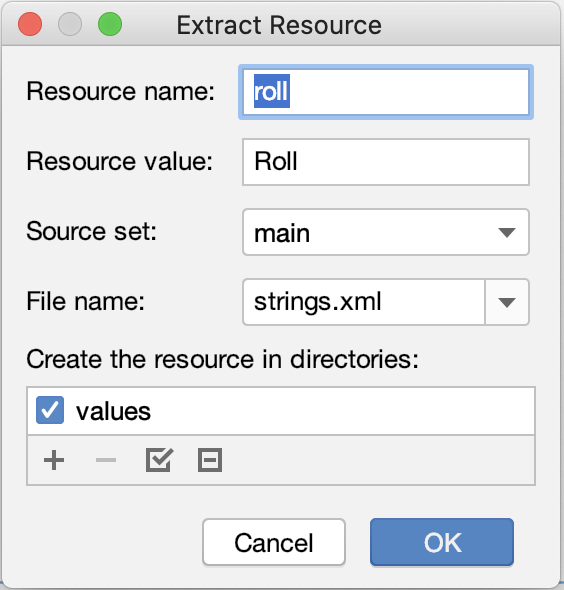 Extract Resource
Resource name: roll
Resource value: Roll
Source set: main
File name: strings.xml
Create the resource in directories:
values
Cancel OK